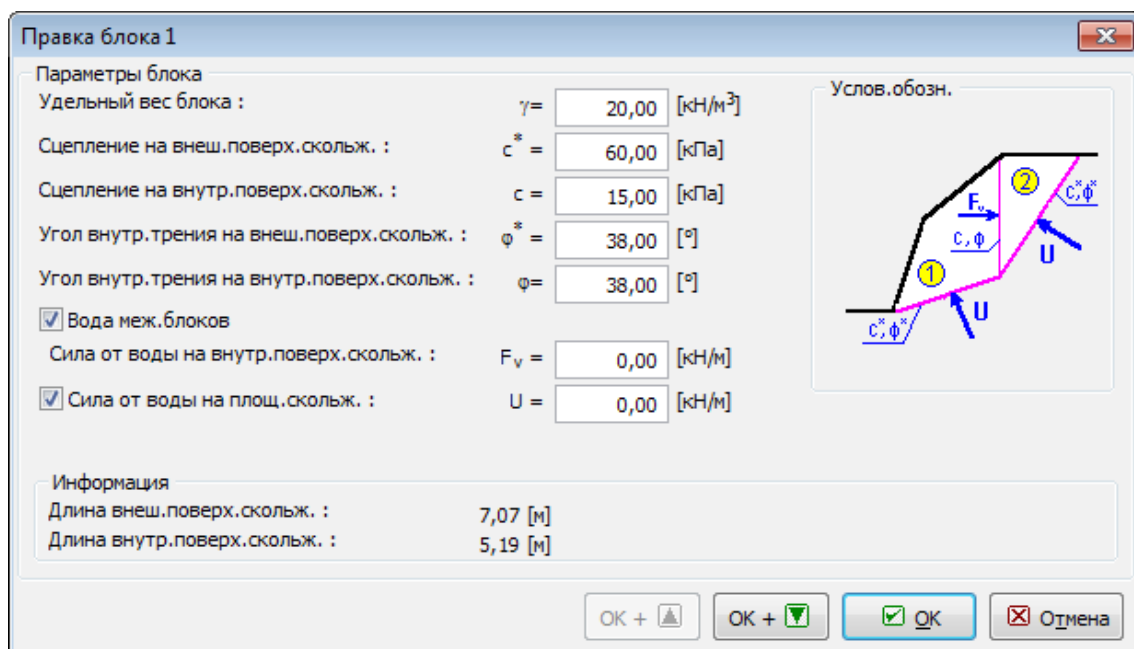 Правка блока 1
Параметры блока
Удельный вес блока : γ= 20,00 [кН/м³]
Сцепление на внеш.поверх.скольж. : c* = 60,00 [кПа]
Сцепление на внутр.поверх.скольж. : c = 15,00 [кПа]
Угол внутр.трения на внеш.поверх.скольж. : φ* = 38,00 [°]
Угол внутр.трения на внутр.поверх.скольж. : φ= 38,00 [°]
Вода меж.блоков
Сила от воды на внутр.поверх.скольж. : Fᵥ = 0,00 [кН/м]
Сила от воды на площ.скольж. : U = 0,00 [кН/м]
Услов.обозн.
2
c*,ϕ*
Fᵥ
c,ϕ
U
1
U
c*,ϕ*
Информация
Длина внеш.поверх.скольж. : 7,07 [м]
Длина внутр.поверх.скольж. : 5,19 [м]
OK +
OK +
OK
Отмена